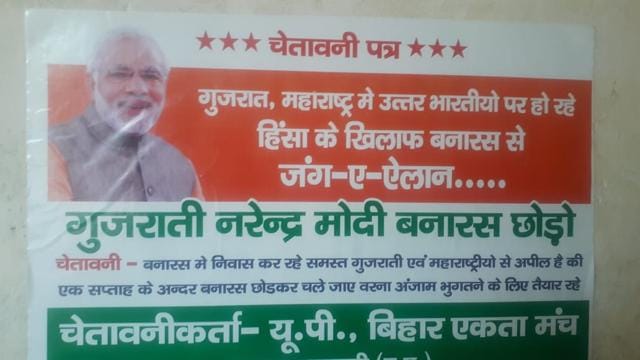 ★★★ चेतावनी पत्र ★★★
गुजरात, महाराष्ट्र मे उत्तर भारतीयो पर हो रहे
हिंसा के खिलाफ बनारस से
जंग-ए-ऐलान.....
गुजराती नरेन्द्र मोदी बनारस छोड़ो
चेतावनी - बनारस मे निवास कर रहे समस्त गुजराती एवं महाराष्ट्रीयो से अपील है की
एक सप्ताह के अन्दर बनारस छोडकर चले जाए वरना अंजाम भुगतने के लिए तैयार रहे
चेतावनीकर्ता- यू.पी., बिहार एकता मंच